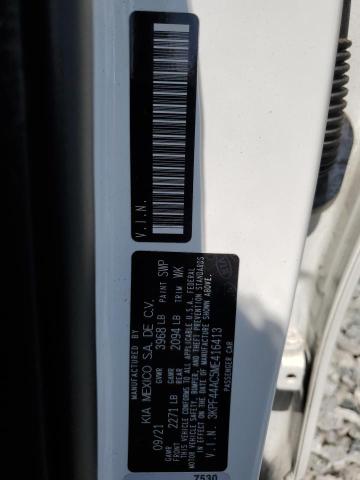 V.I.N.
KIA MEXICO S.A. DE C.V.
09/21 GVWR 3968 LB PAINT SWP
GAWR FRONT 2271 LB GAWR REAR 2094 LB TRIM WK
THIS VEHICLE CONFORMS TO ALL APPLICABLE U.S.A. FEDERAL
MOTOR VEHICLE SAFETY, BUMPER, AND THEFT PREVENTION STANDARDS
IN EFFECT ON THE DATE OF MANUFACTURE SHOWN ABOVE.
V.I.N. 3KPF44AC5ME416413
PASSENGER CAR
7530